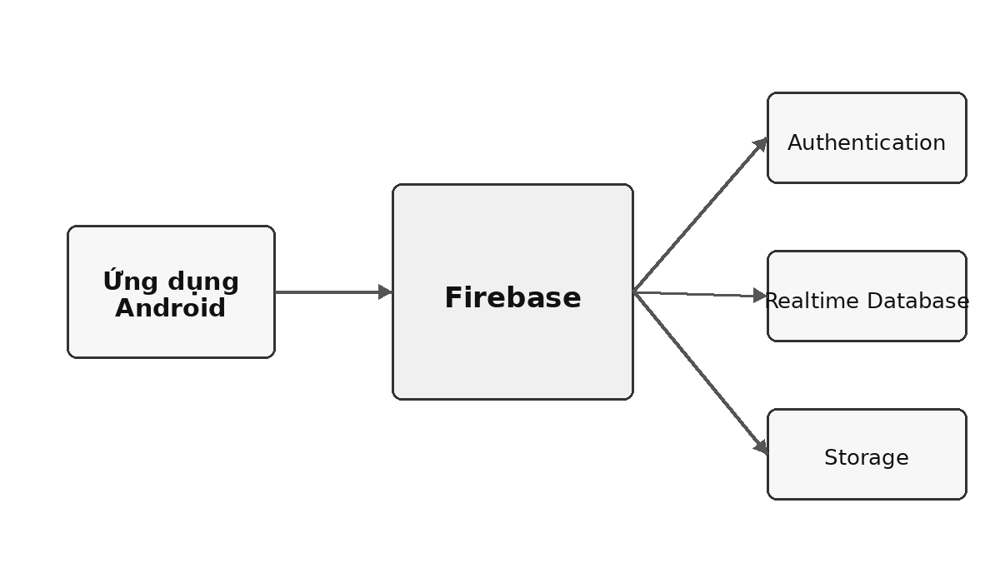 Ứng dụng
Android
Firebase
Authentication
Realtime Database
Storage